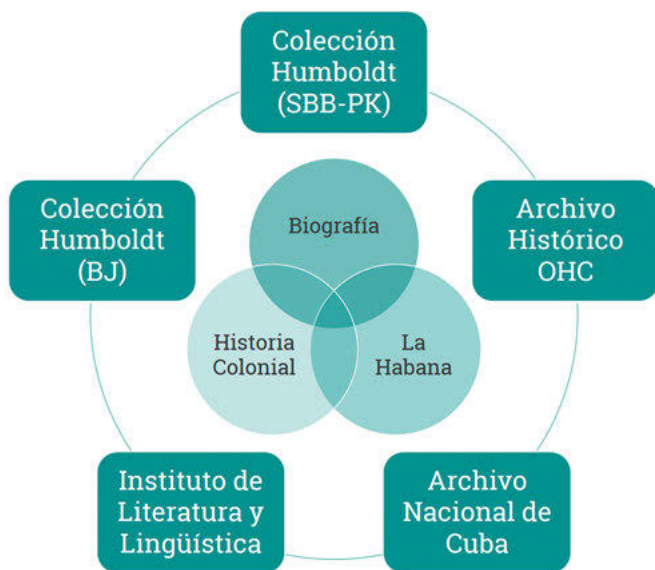 Colección
Humboldt
(SBB-PK)
Colección
Humboldt
(BJ)
Archivo
Histórico
OHC
Biografía
Historia
Colonial
La
Habana
Instituto de
Literatura y
Lingüística
Archivo
Nacional de
Cuba